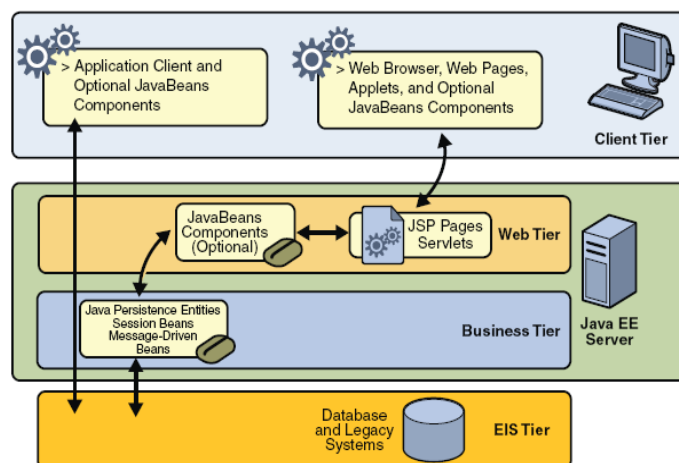 > Application Client and
Optional JavaBeans
Components
> Web Browser, Web Pages,
Applets, and Optional
JavaBeans Components
Client Tier
JavaBeans
Components
(Optional)
JSP Pages
Servlets
Web Tier
Java Persistence Entities
Session Beans
Message-Driven
Beans
Business Tier
Java EE
Server
Database
and Legacy
Systems
EIS Tier